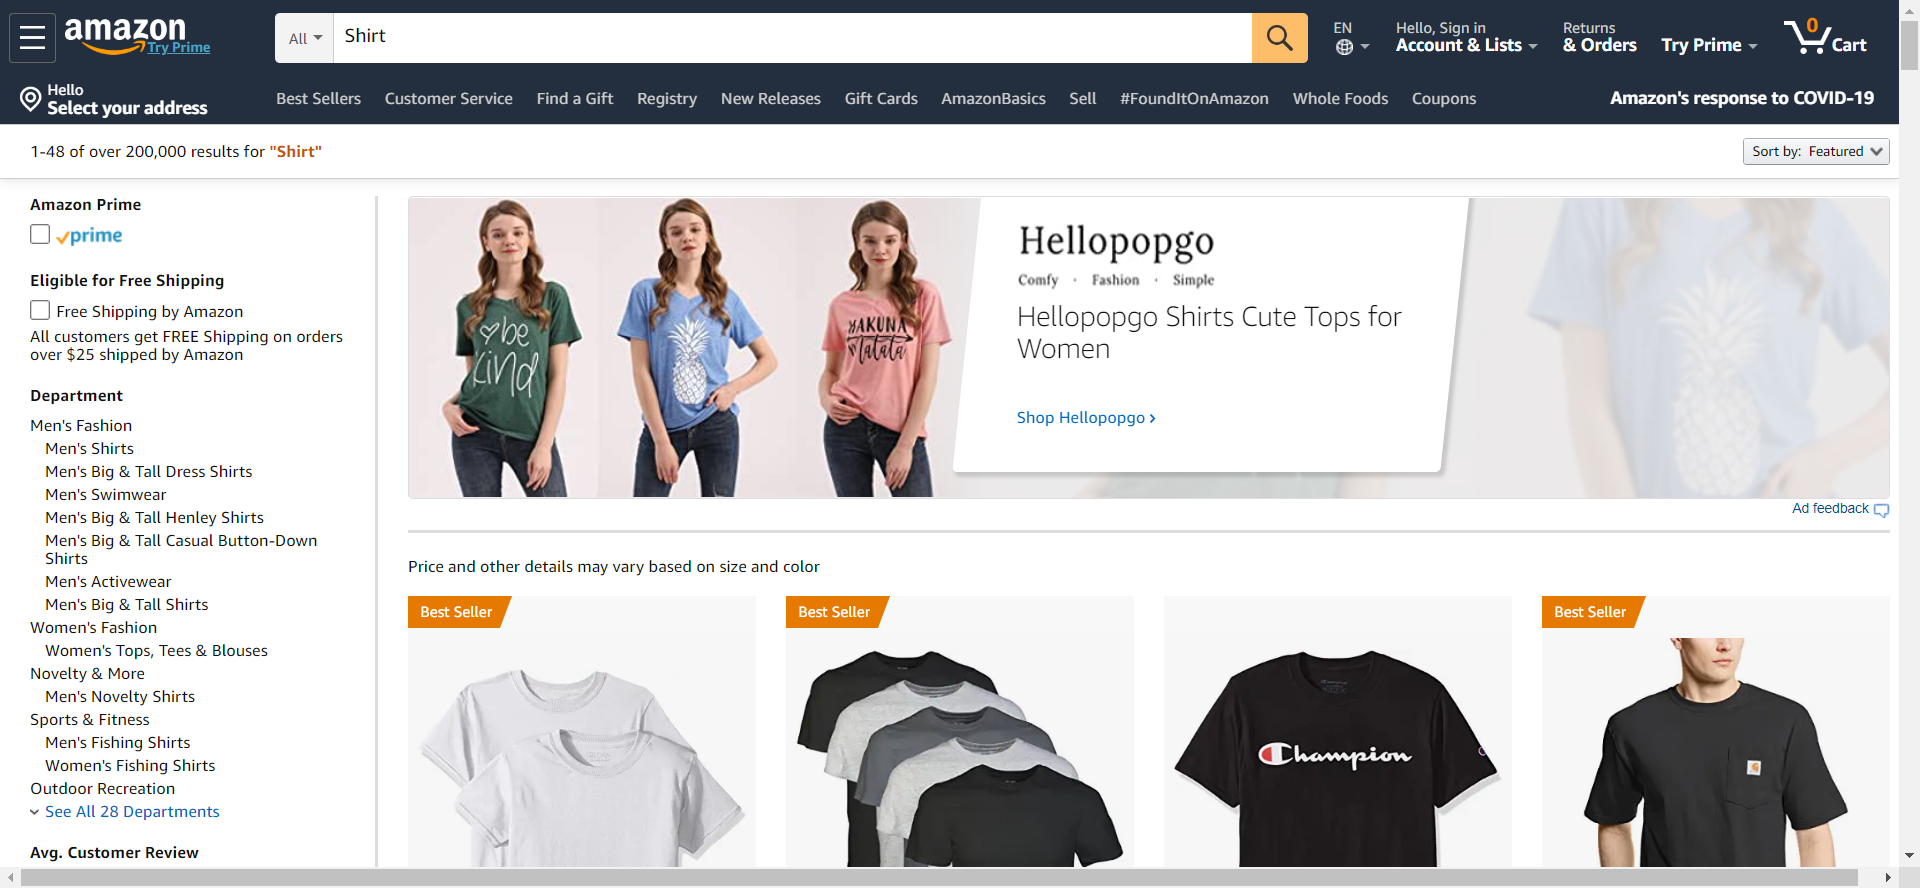 amazon
Try Prime
All
Shirt
EN
Hello, Sign in
Account & Lists
Returns
& Orders
Try Prime
0
Cart
Hello
Select your address
Best Sellers
Customer Service
Find a Gift
Registry
New Releases
Gift Cards
AmazonBasics
Sell
#FoundItOnAmazon
Whole Foods
Coupons
Amazon's response to COVID-19
1-48 of over 200,000 results for "Shirt"
Sort by: Featured
Amazon Prime
prime
Eligible for Free Shipping
Free Shipping by Amazon
All customers get FREE Shipping on orders
over $25 shipped by Amazon
Department
Men's Fashion
Men's Shirts
Men's Big & Tall Dress Shirts
Men's Swimwear
Men's Big & Tall Henley Shirts
Men's Big & Tall Casual Button-Down
Shirts
Men's Activewear
Men's Big & Tall Shirts
Women's Fashion
Women's Tops, Tees & Blouses
Novelty & More
Men's Novelty Shirts
Sports & Fitness
Men's Fishing Shirts
Women's Fishing Shirts
Outdoor Recreation
See All 28 Departments
Avg. Customer Review
be
kind
HAKUNA
Matata
Hellopopgo
Comfy · Fashion · Simple
Hellopopgo Shirts Cute Tops for
Women
Shop Hellopopgo ›
Ad feedback
Price and other details may vary based on size and color
Best Seller
Best Seller
Champion
Best Seller